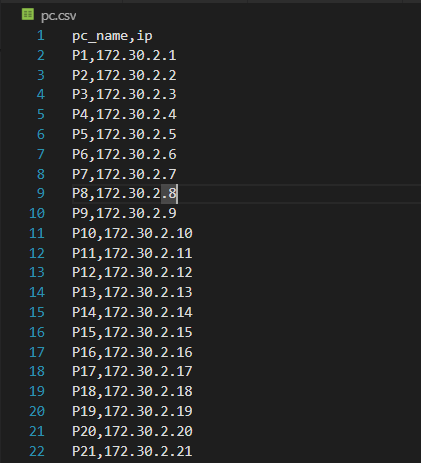 pc.csv
1 pc_name,ip
2 P1,172.30.2.1
3 P2,172.30.2.2
4 P3,172.30.2.3
5 P4,172.30.2.4
6 P5,172.30.2.5
7 P6,172.30.2.6
8 P7,172.30.2.7
9 P8,172.30.2.8
10 P9,172.30.2.9
11 P10,172.30.2.10
12 P11,172.30.2.11
13 P12,172.30.2.12
14 P13,172.30.2.13
15 P14,172.30.2.14
16 P15,172.30.2.15
17 P16,172.30.2.16
18 P17,172.30.2.17
19 P18,172.30.2.18
20 P19,172.30.2.19
21 P20,172.30.2.20
22 P21,172.30.2.21